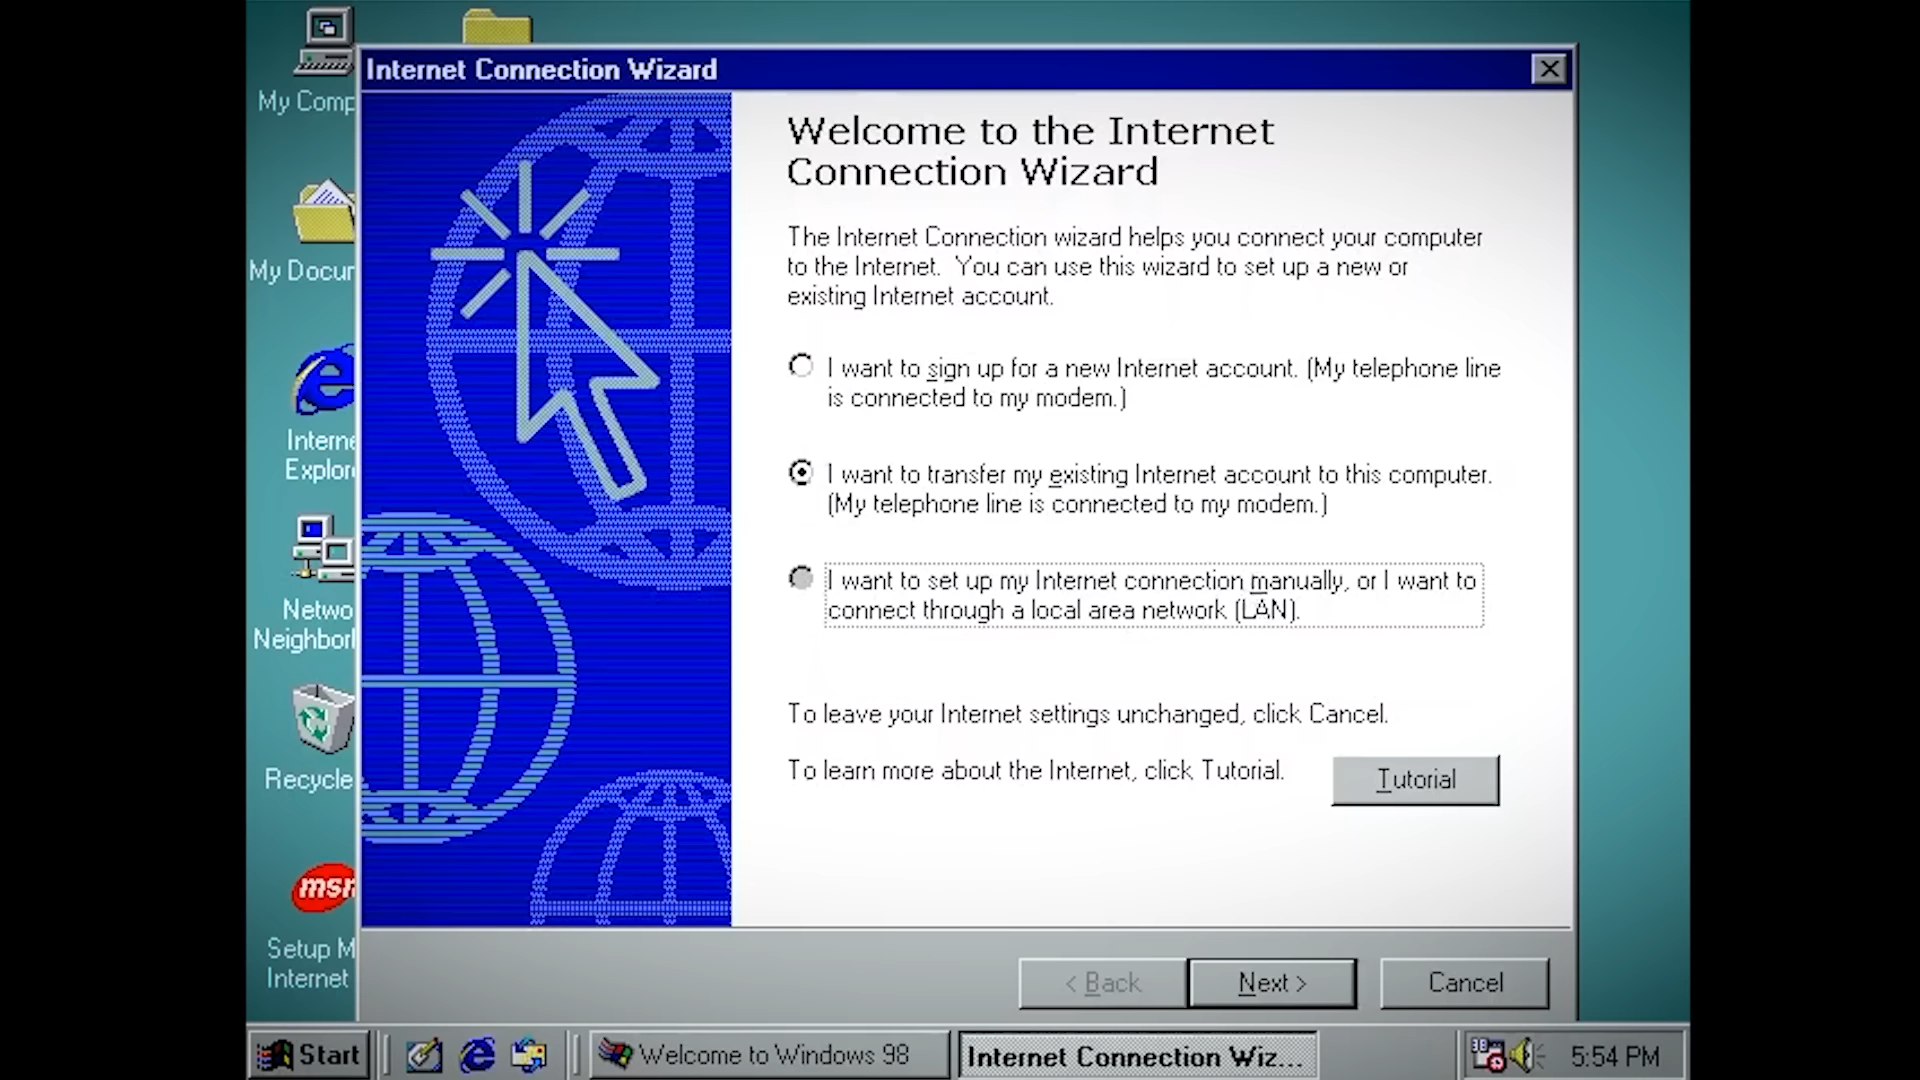 My Comp
My Docum
Interne
Explor
Netwo
Neighborh
Recycle
msn
Setup M
Internet
Internet Connection Wizard
Welcome to the Internet
Connection Wizard
The Internet Connection wizard helps you connect your computer
to the Internet. You can use this wizard to set up a new or
existing Internet account.
I want to sign up for a new Internet account. (My telephone line
is connected to my modem.)
I want to transfer my existing Internet account to this computer.
(My telephone line is connected to my modem.)
I want to set up my Internet connection manually, or I want to
connect through a local area network (LAN).
To leave your Internet settings unchanged, click Cancel.
To learn more about the Internet, click Tutorial.
Tutorial
< Back
Next >
Cancel
Start
Welcome to Windows 98
Internet Connection Wiz...
5:54 PM